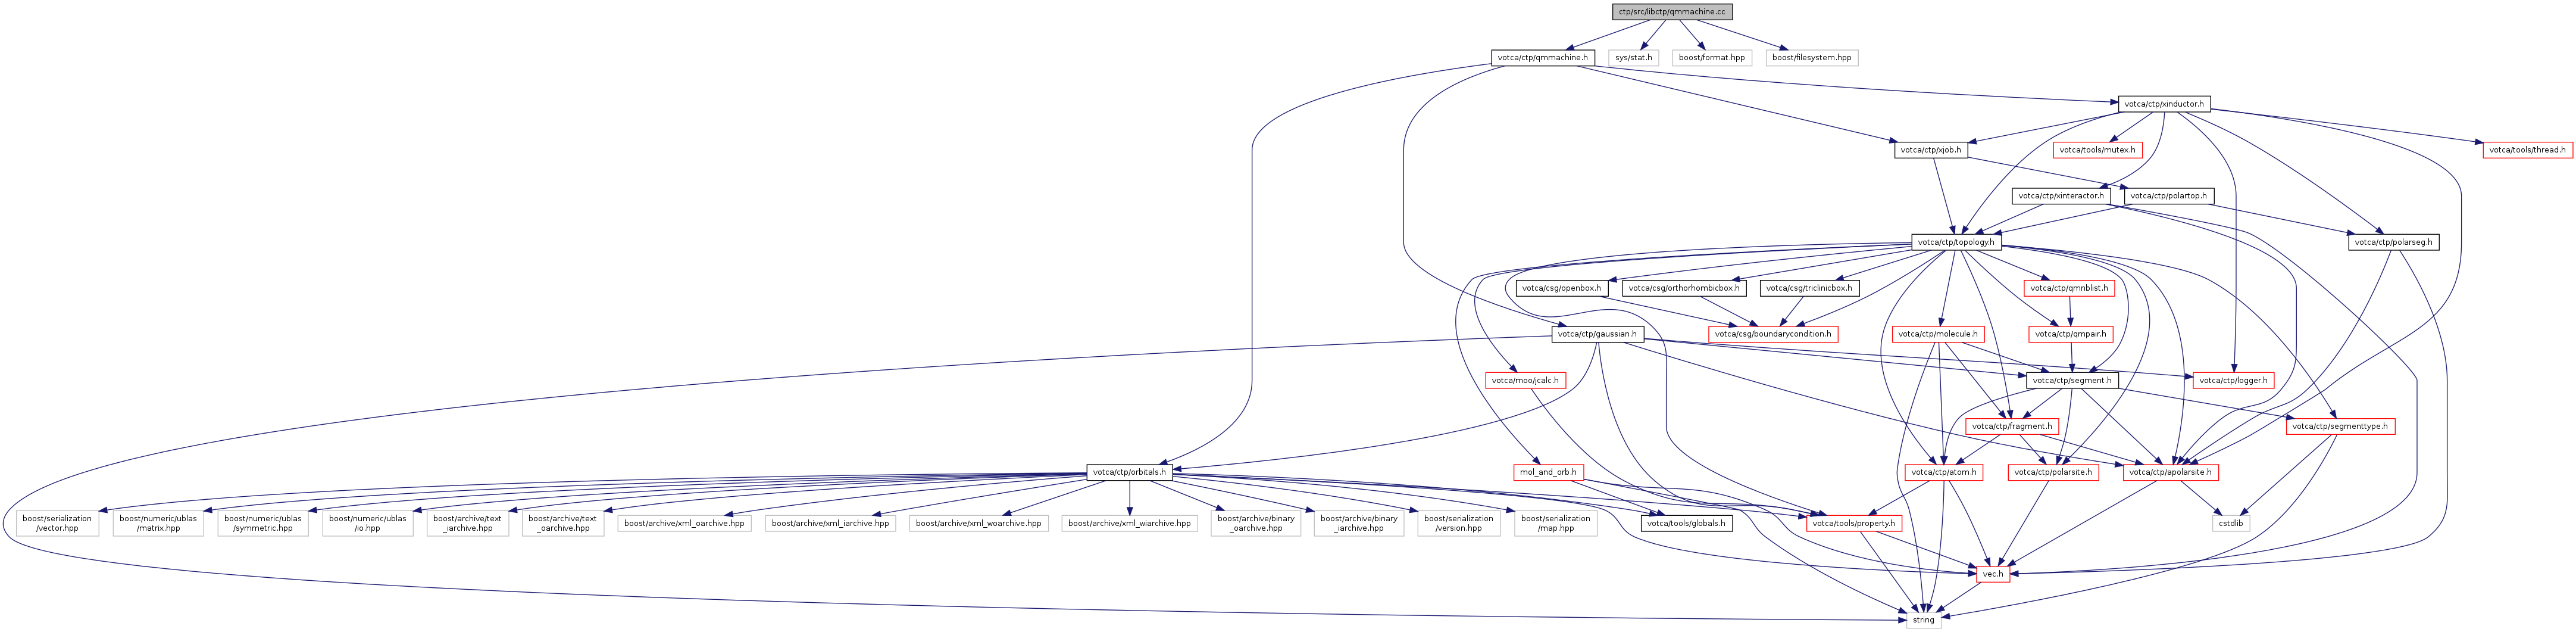 ctp/src/libctp/qmmachine.cc
votca/ctp/qmmachine.h
sys/stat.h
boost/format.hpp
boost/filesystem.hpp
votca/ctp/xinductor.h
votca/ctp/xjob.h
votca/tools/mutex.h
votca/tools/thread.h
votca/ctp/xinteractor.h
votca/ctp/polartop.h
votca/ctp/topology.h
votca/ctp/polarseg.h
votca/csg/openbox.h
votca/csg/orthorhombicbox.h
votca/csg/triclinicbox.h
votca/ctp/qmnblist.h
votca/ctp/gaussian.h
votca/csg/boundarycondition.h
votca/ctp/molecule.h
votca/ctp/qmpair.h
votca/moo/jcalc.h
votca/ctp/segment.h
votca/ctp/logger.h
votca/ctp/fragment.h
votca/ctp/segmenttype.h
votca/ctp/orbitals.h
mol_and_orb.h
votca/ctp/atom.h
votca/ctp/polarsite.h
votca/ctp/apolarsite.h
boost/serialization
/vector.hpp
boost/numeric/ublas
/matrix.hpp
boost/numeric/ublas
/symmetric.hpp
boost/numeric/ublas
/io.hpp
boost/archive/text
_iarchive.hpp
boost/archive/text
_oarchive.hpp
boost/archive/xml_oarchive.hpp
boost/archive/xml_iarchive.hpp
boost/archive/xml_woarchive.hpp
boost/archive/xml_wiarchive.hpp
boost/archive/binary
_oarchive.hpp
boost/archive/binary
_iarchive.hpp
boost/serialization
/version.hpp
boost/serialization
/map.hpp
votca/tools/globals.h
votca/tools/property.h
cstdlib
vec.h
string